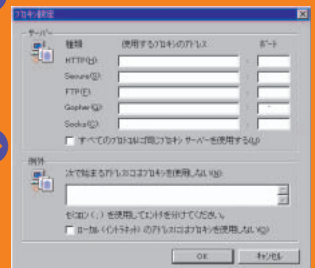 プロキシ設定
サーバー
種類 使用するプロキシのアドレス ポート
HTTP(H):
Secure(S):
FTP(F):
Gopher(G):
Socks(C):
すべてのプロトコルに同じプロキシ サーバーを使用する(U)
例外
次で始まるアドレスにはプロキシを使用しない(N):
セミコロン(;)を使用してエントリを分けてください。
ローカル (イントラネット) のアドレスにはプロキシを使用しない(O)
OK キャンセル